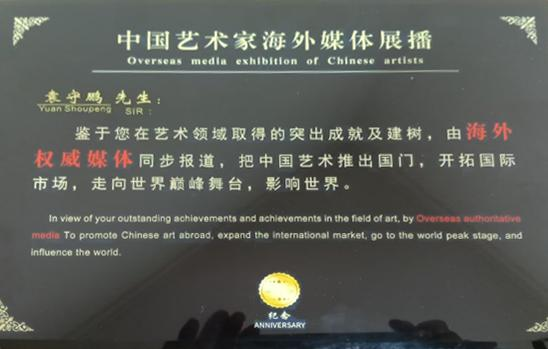 中国艺术家海外媒体展播
Overseas media exhibition of Chinese artists
袁守鹏 先生：
Yuan Shoupeng SIR :
鉴于您在艺术领域取得的突出成就及建树，由海外
权威媒体同步报道，把中国艺术推出国门，开拓国际
市场，走向世界巅峰舞台，影响世界。
In view of your outstanding achievements and achievements in the field of art, by Overseas authoritative
media To promote Chinese art abroad, expand the international market, go to the world peak stage, and
influence the world.
纪念
ANNIVERSARY